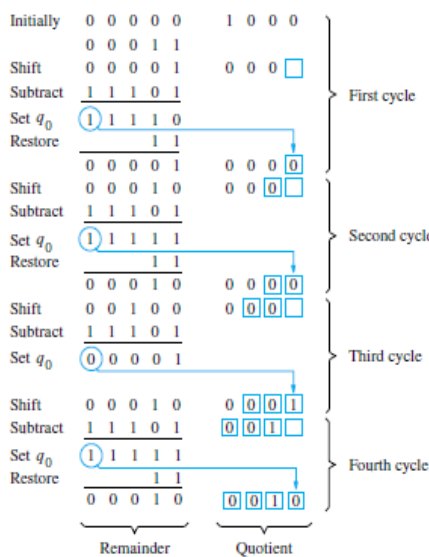 Initially 0 0 0 0 0 1 0 0 0
0 0 0 1 1
Shift 0 0 0 0 1 0 0 0
Subtract 1 1 1 0 1
First cycle
Set q0 1 1 1 1 0
Restore 1 1
0 0 0 0 1 0 0 0 0
Shift 0 0 0 1 0 0 0 0
Subtract 1 1 1 0 1
Set q0 1 1 1 1 1
Second cycle
Restore 1 1
0 0 0 1 0 0 0 0 0
Shift 0 0 1 0 0 0 0 0
Subtract 1 1 1 0 1
Set q0 0 0 0 0 1
Third cycle
0 0 0 1
Shift 0 0 0 1 0
Subtract 1 1 1 0 1 0 0 1
Set q0 1 1 1 1 1
Fourth cycle
Restore 1 1
0 0 0 1 0 0 0 1 0
Remainder Quotient